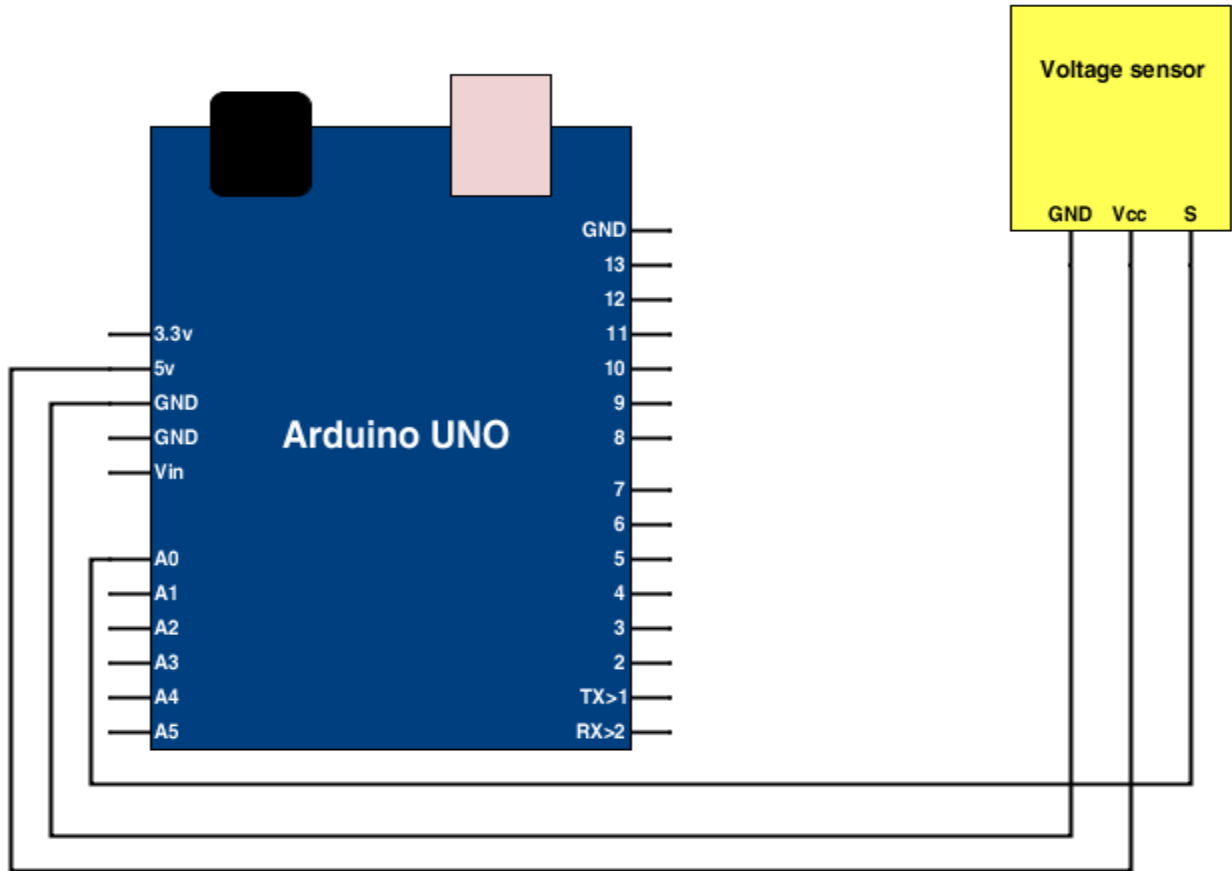 Voltage sensor
GND Vcc S
GND
13
12
3.3v
11
5v
10
GND
9
GND
Arduino UNO
8
Vin
7
6
A0
5
A1
4
A2
3
A3
2
A4
TX>1
A5
RX>2